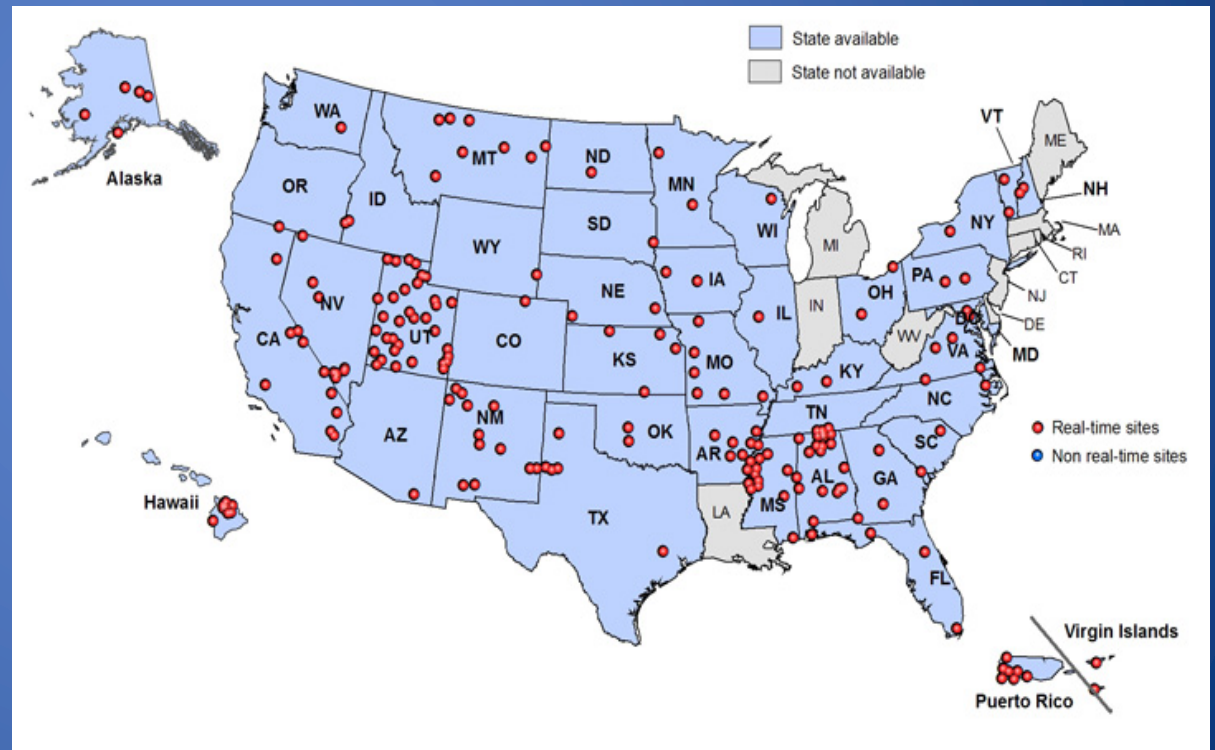 State available
State not available
Alaska
WA
MT
ND
MN
VT
ME
OR
ID
SD
WI
NY
NH
MA
WY
MI
RI
CT
NV
NE
IA
PA
NJ
IL
IN
OH
DE
CA
UT
CO
KS
MO
WV
DC
VA
MD
KY
AZ
NM
OK
AR
TN
NC
SC
Real-time sites
Non real-time sites
Hawaii
TX
LA
MS
AL
GA
FL
Virgin Islands
Puerto Rico